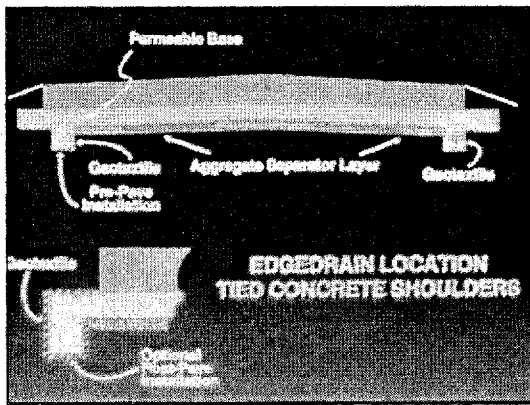 Permeable Base
Geotextile
Aggregate Separator Layer
Geotextile
Pre-Pave
Installation
Geotextile
EDGEDRAIN LOCATION
TIED CONCRETE SHOULDERS
Optional
Post-Pave
Installation